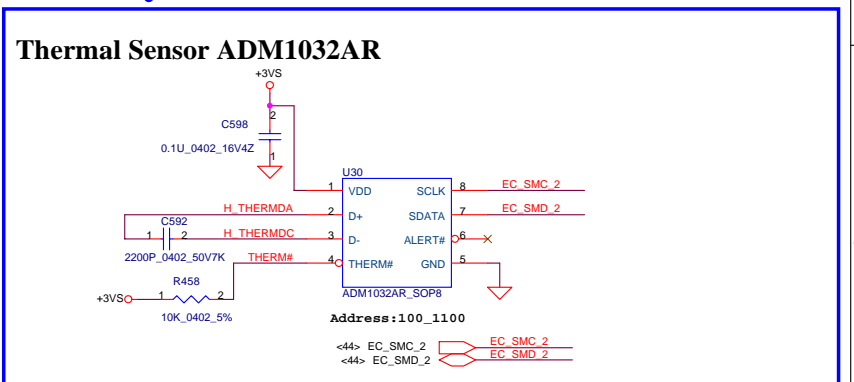 Thermal Sensor ADM1032AR
+3VS
2
C598
0.1U_0402_16V4Z
1
U30
1 VDD SCLK 8 EC_SMC_2
H_THERMDA 2 D+ SDATA 7 EC_SMD_2
C592
1 2 H_THERMDC 3 D- ALERT# 6
2200P_0402_50V7K THERM# 4 THERM# GND 5
R458
+3VS 1 2
ADM1032AR_SOP8
10K_0402_5%
Address:100_1100
<44> EC_SMC_2 EC_SMC_2
<44> EC_SMD_2 EC_SMD_2